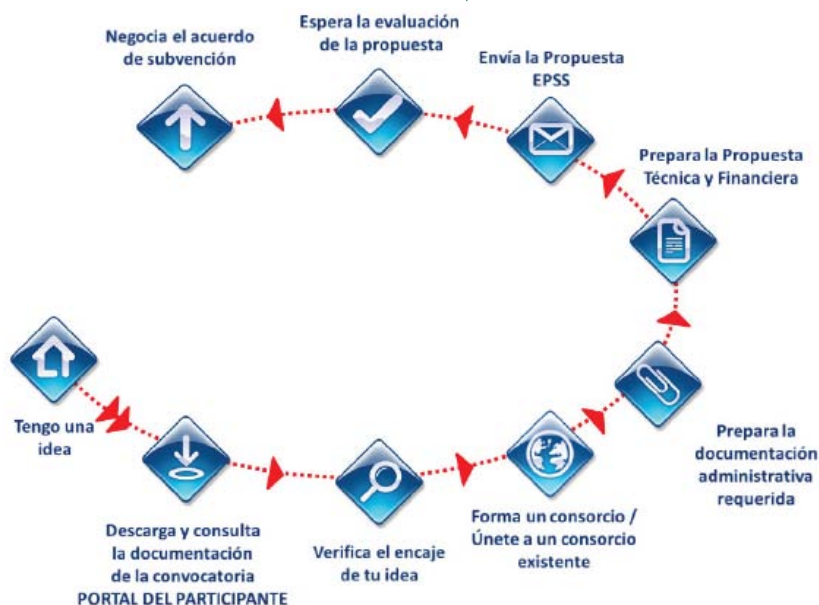 Negocia el acuerdo
de subvención
Espera la evaluación
de la propuesta
Envía la Propuesta
EPSS
Prepara la Propuesta
Técnica y Financiera
Tengo una
idea
Descarga y consulta
la documentación
de la convocatoria
PORTAL DEL PARTICIPANTE
Verifica el encaje
de tu idea
Forma un consorcio /
Únete a un consorcio
existente
Prepara la
documentación
administrativa
requerida